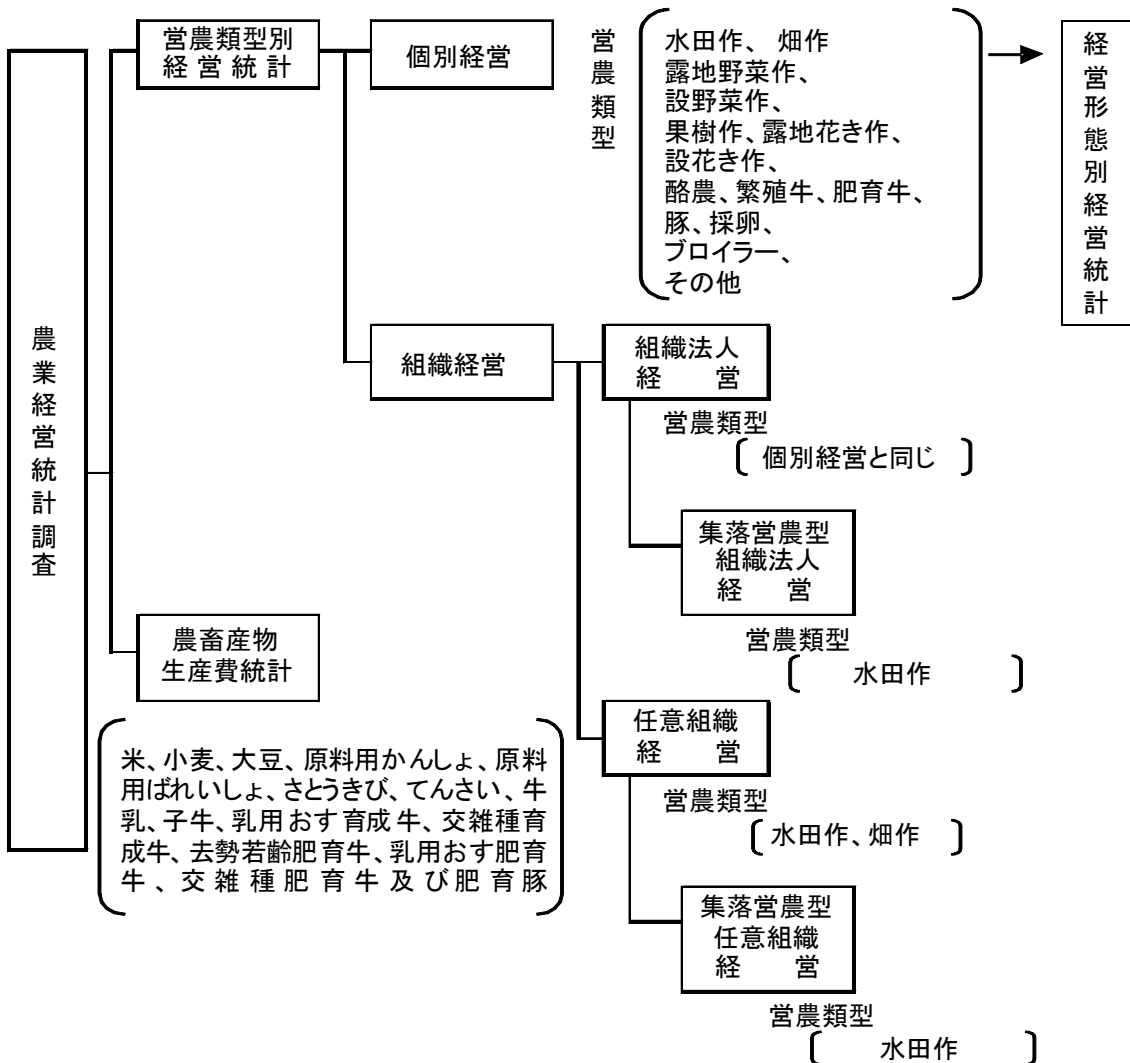 農業経営統計調査
営農類型別
経営統計
個別経営
営農類型
水田作、畑作
露地野菜作、
設野菜作、
果樹作、露地花き作、
設花き作、
酪農、繁殖牛、肥育牛、
豚、採卵、
ブロイラー、
その他
経営形態別経営統計
組織経営
組織法人
経営
営農類型
個別経営と同じ
集落営農型
組織法人
経営
営農類型
水田作
農畜産物
生産費統計
米、小麦、大豆、原料用かんしょ、原料
用ばれいしょ、さとうきび、てんさい、牛
乳、子牛、乳用おす育成牛、交雑種育
成牛、去勢若齢肥育牛、乳用おす肥育
牛、交雑種肥育牛及び肥育豚
任意組織
経営
営農類型
水田作、畑作
集落営農型
任意組織
経営
営農類型
水田作